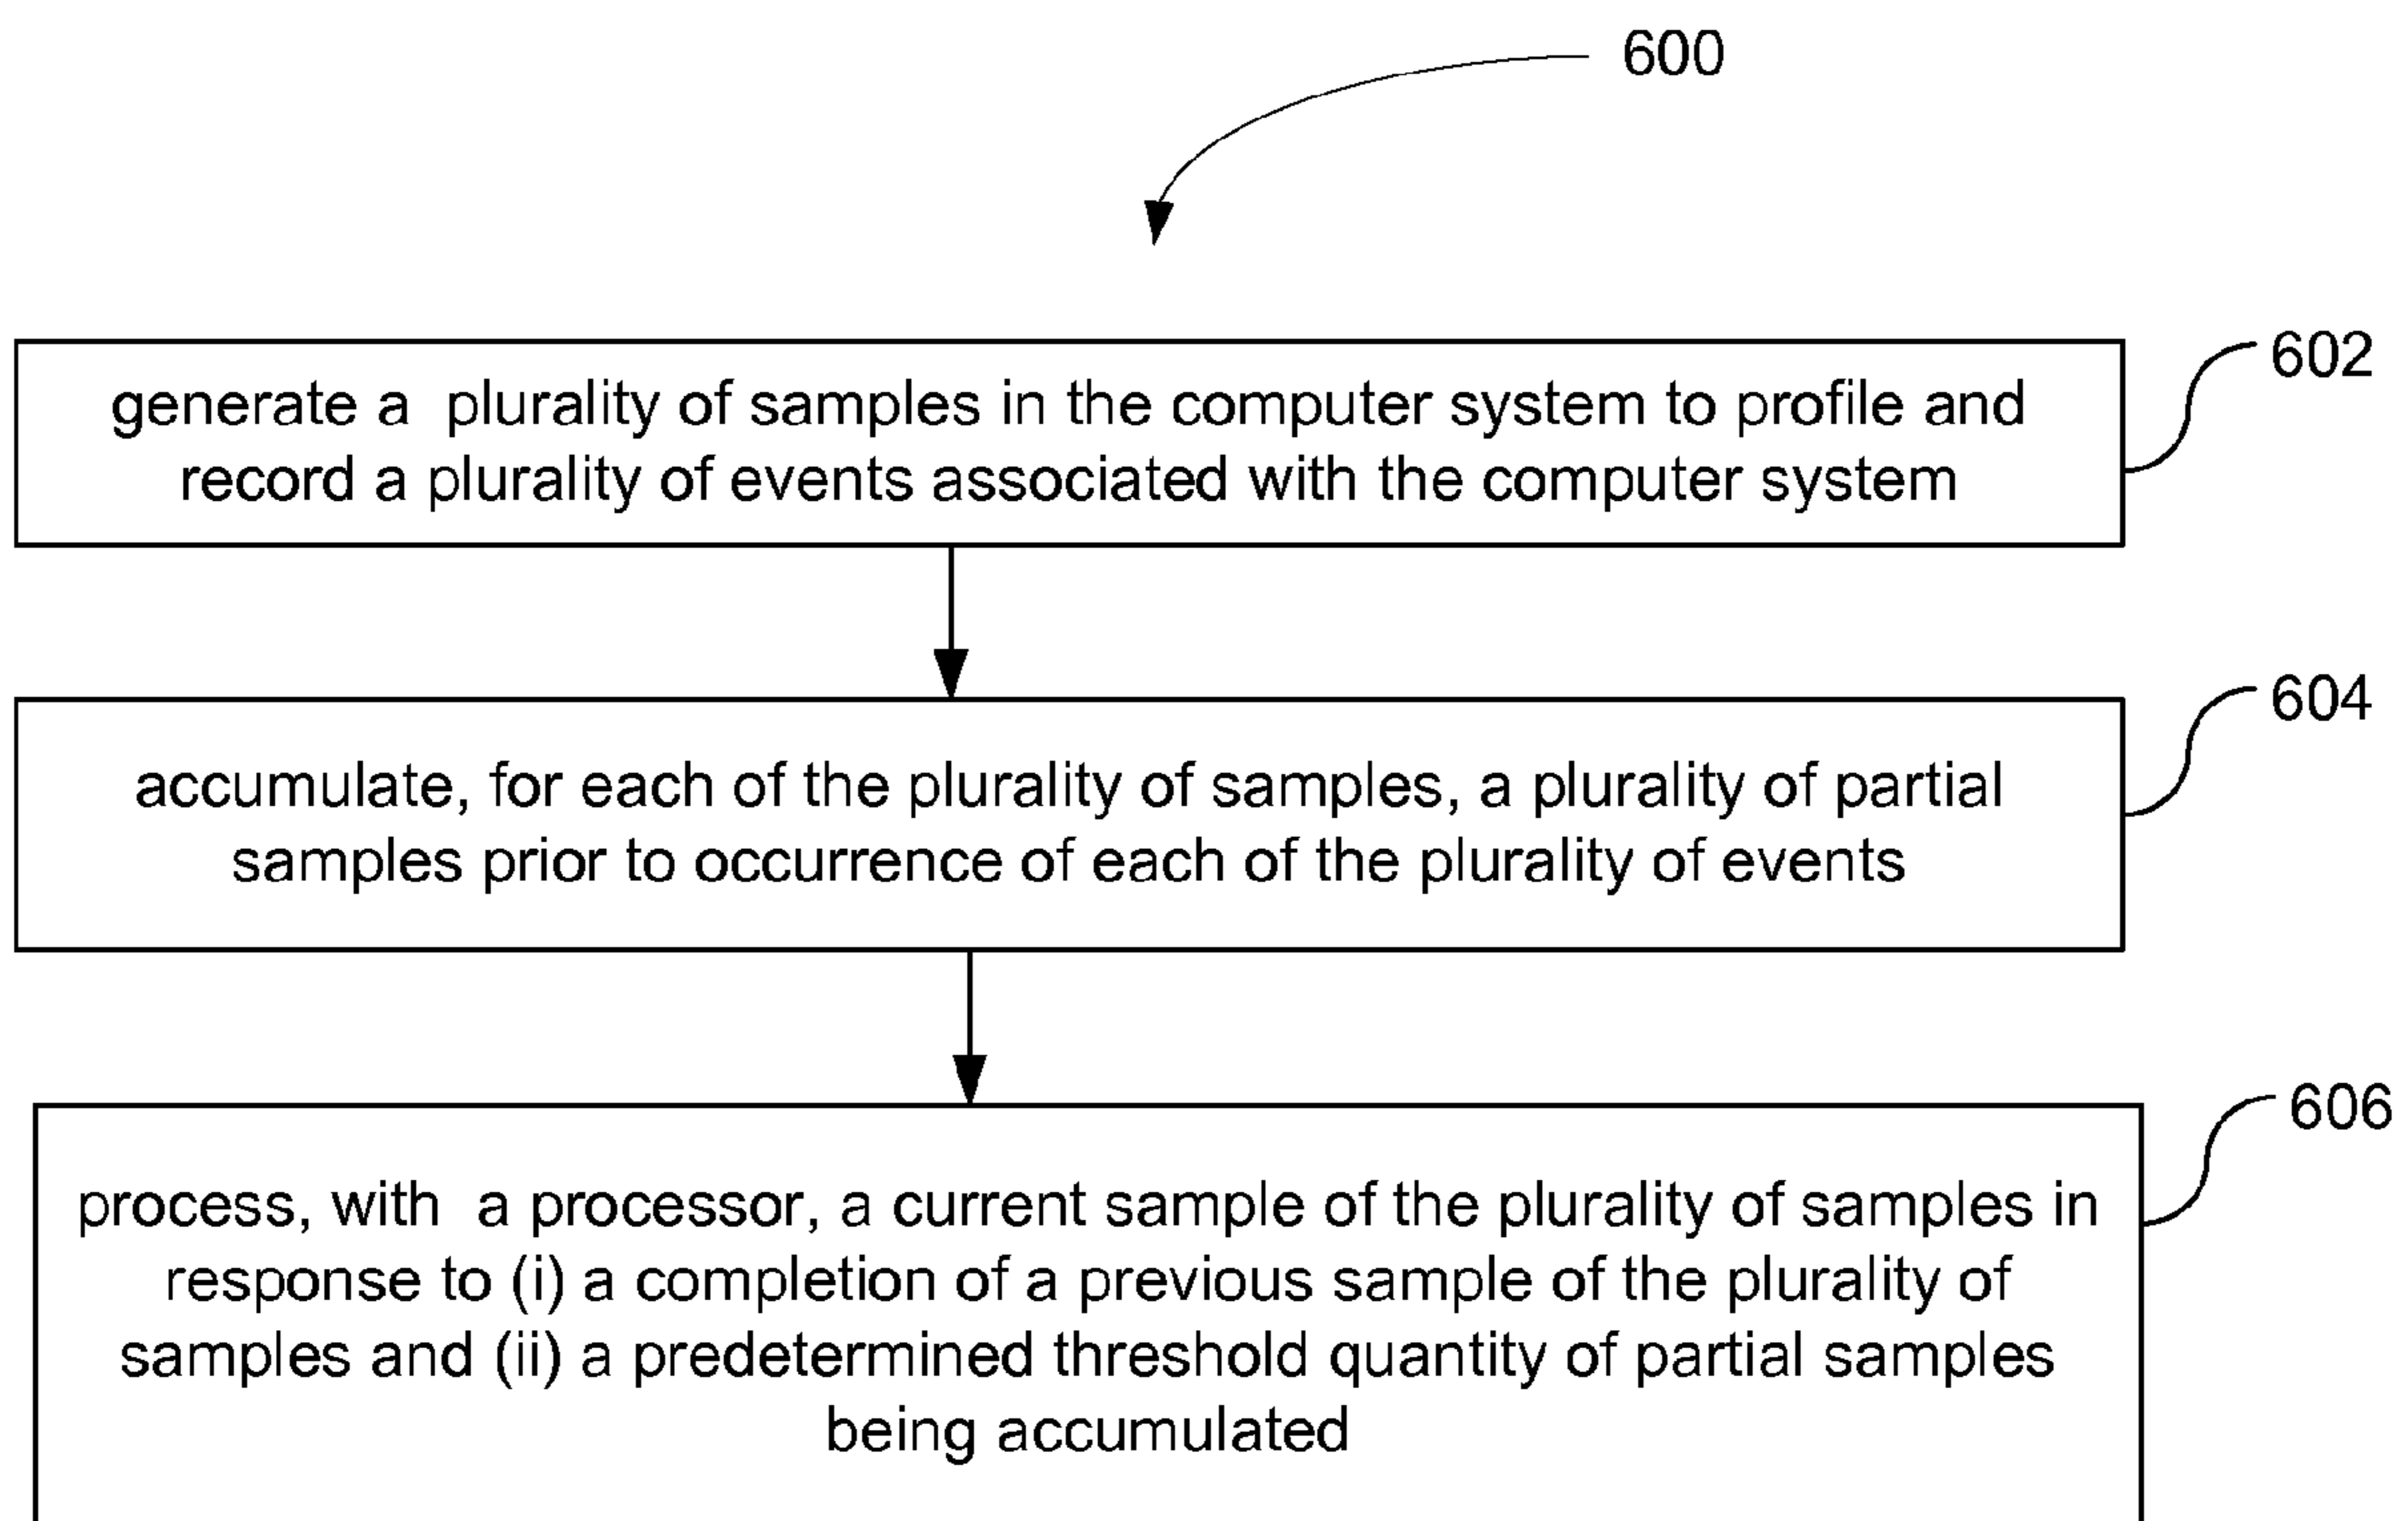 600
602
generate a plurality of samples in the computer system to profile and
record a plurality of events associated with the computer system
604
accumulate, for each of the plurality of samples, a plurality of partial
samples prior to occurrence of each of the plurality of events
606
process, with a processor, a current sample of the plurality of samples in
response to (i) a completion of a previous sample of the plurality of
samples and (ii) a predetermined threshold quantity of partial samples
being accumulated